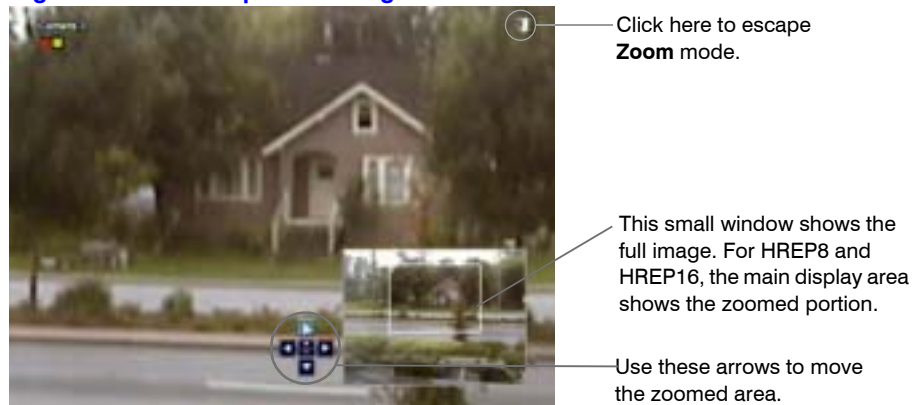 Click here to escape
Zoom mode.
This small window shows the
full image. For HREP8 and
HREP16, the main display area
shows the zoomed portion.
Use these arrows to move
the zoomed area.